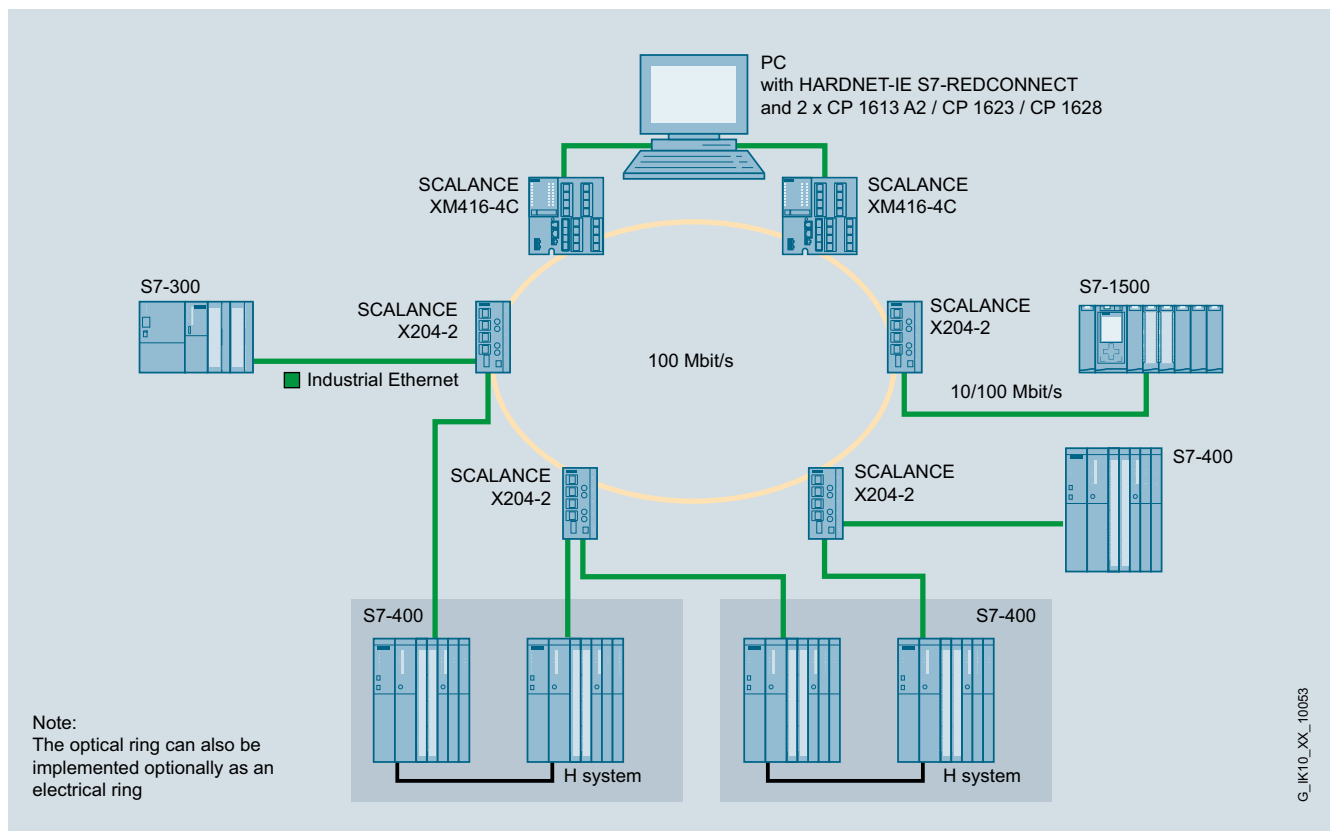 PC
with HARDNET-IE S7-REDCONNECT
and 2 x CP 1613 A2 / CP 1623 / CP 1628
SCALANCE
XM416-4C
SCALANCE
XM416-4C
S7-300
SCALANCE
X204-2
SCALANCE
X204-2
S7-1500
100 Mbit/s
Industrial Ethernet
10/100 Mbit/s
SCALANCE
X204-2
SCALANCE
X204-2
S7-400
S7-400
S7-400
H system
H system
Note:
The optical ring can also be
implemented optionally as an
electrical ring
G_IK10_XX_10053